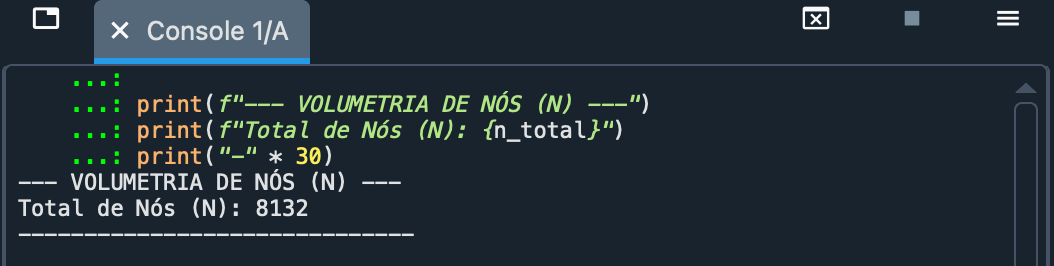 Console 1/A
...:
...: print(f"--- VOLUMETRIA DE NÓS (N) ---")
...: print(f"Total de Nós (N): {n_total}")
...: print("-" * 30)
--- VOLUMETRIA DE NÓS (N) ---
Total de Nós (N): 8132
------------------------------